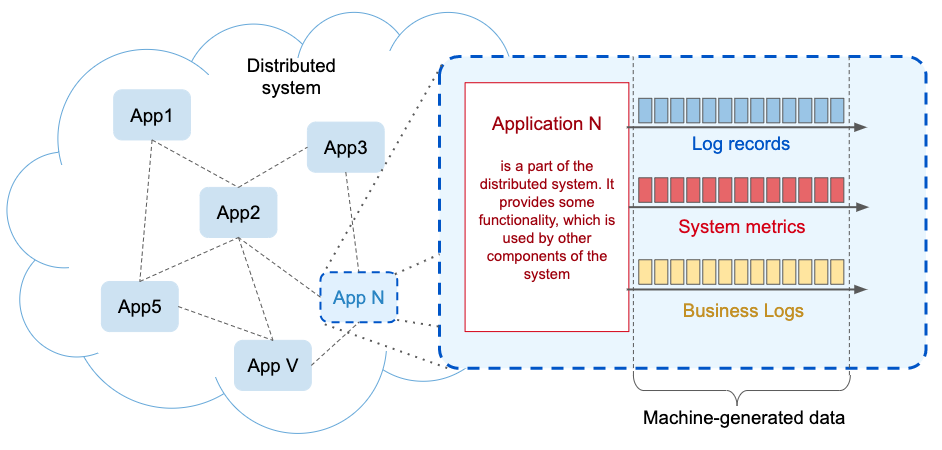 Distributed
system
App1
App3
App2
App N
App5
App V
Application N
is a part of the
distributed system. It
provides some
functionality, which is
used by other
components of the
system
Log records
System metrics
Business Logs
Machine-generated data